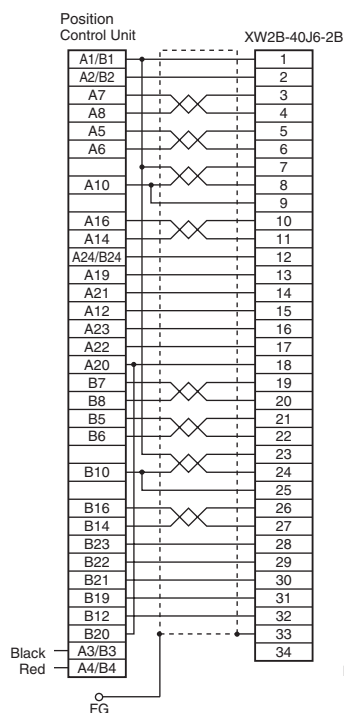 Position
Control Unit XW2B-40J6-2B
A1/B1 1
A2/B2 2
A7 3
A8 4
A5 5
A6 6
7
A10 8
9
A16 10
A14 11
A24/B24 12
A19 13
A21 14
A12 15
A23 16
A22 17
A20 18
B7 19
B8 20
B5 21
B6 22
23
B10 24
25
B16 26
B14 27
B23 28
B22 29
B21 30
B19 31
B12 32
B20 33
Black A3/B3 34
Red A4/B4
FG